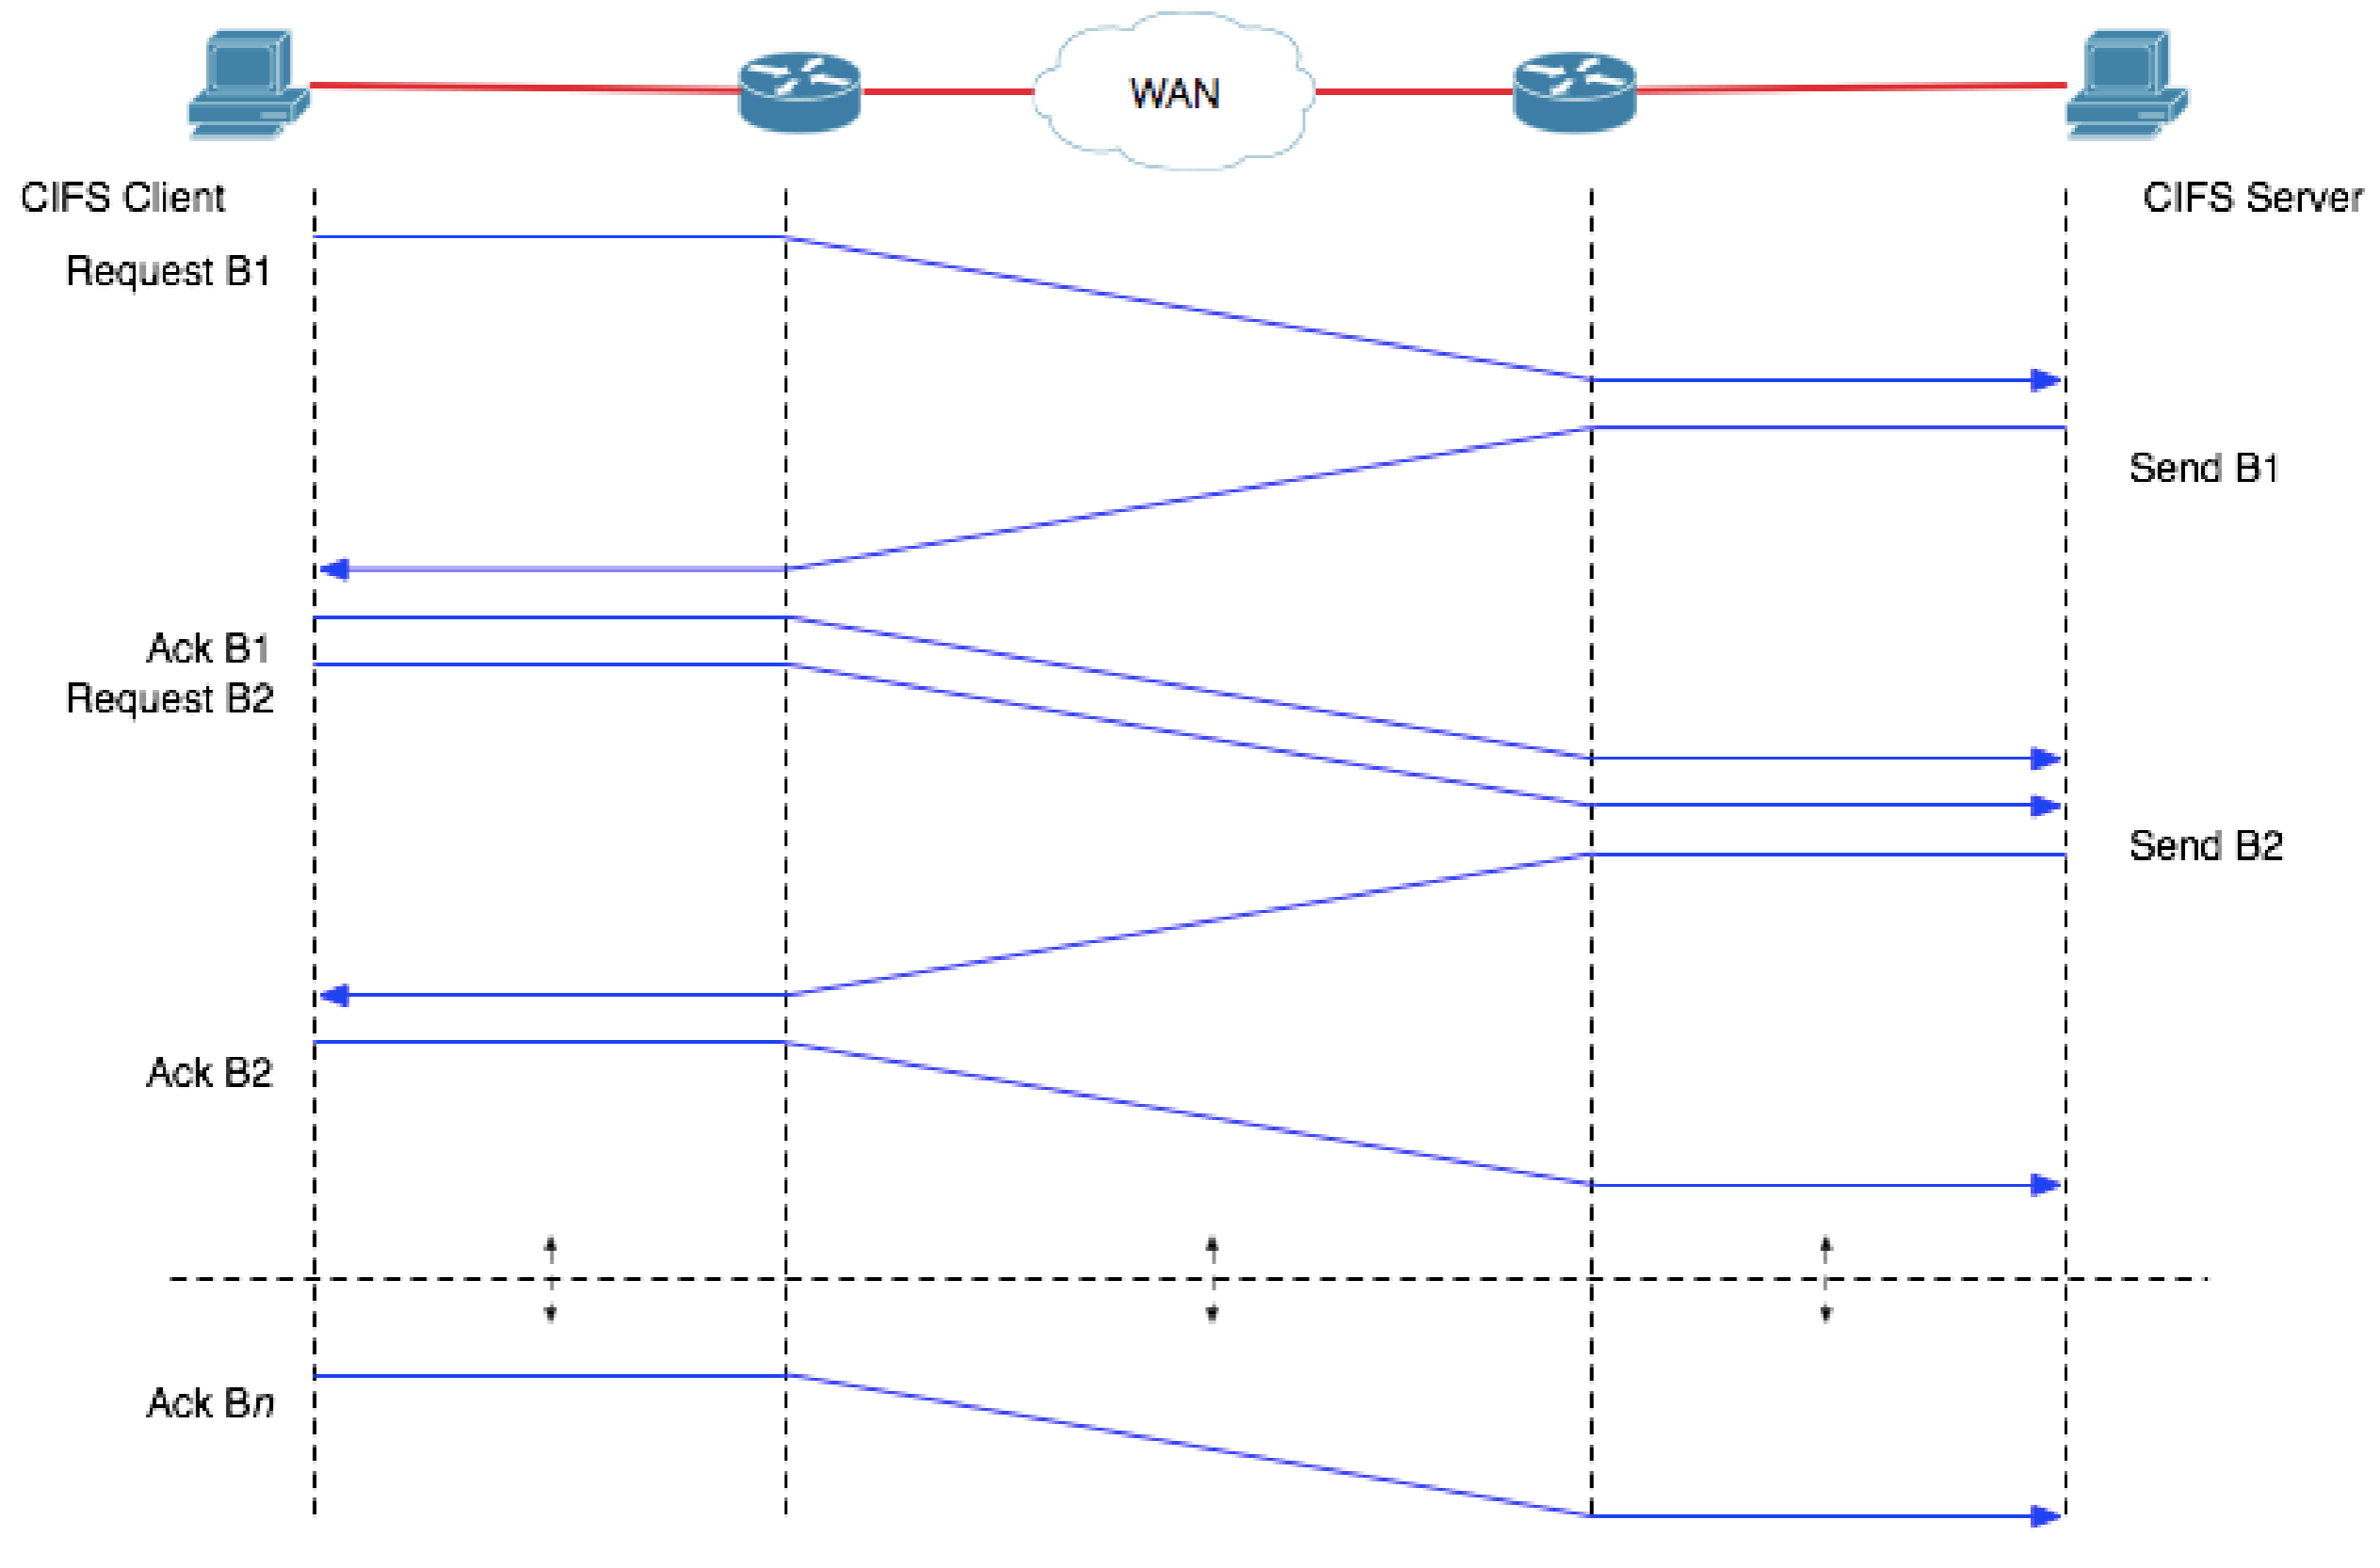 WAN
CIFS Client
CIFS Server
Request B1
Send B1
Ack B1
Request B2
Send B2
Ack B2
Ack Bn